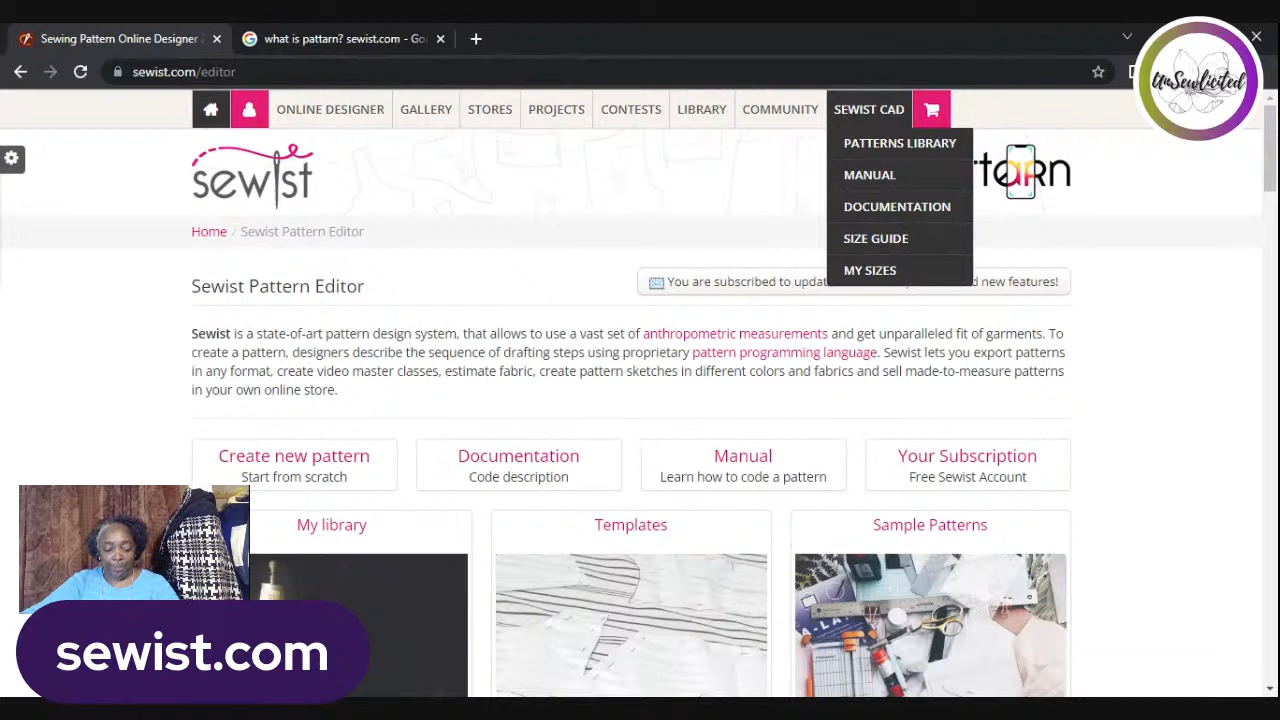 Sewing Pattern Online Designer
what is pattarn? sewist.com - Go
UnSewlicited
sewist.com/editor
ONLINE DESIGNER
GALLERY
STORES
PROJECTS
CONTESTS
LIBRARY
COMMUNITY
SEWIST CAD
PATTERNS LIBRARY
MANUAL
DOCUMENTATION
SIZE GUIDE
MY SIZES
sewist
ttarn
Home / Sewist Pattern Editor
Sewist Pattern Editor
You are subscribed to updat
nd new features!
Sewist is a state-of-art pattern design system, that allows to use a vast set of anthropometric measurements and get unparalleled fit of garments. To
create a pattern, designers describe the sequence of drafting steps using proprietary pattern programming language. Sewist lets you export patterns
in any format, create video master classes, estimate fabric, create pattern sketches in different colors and fabrics and sell made-to-measure patterns
in your own online store.
Create new pattern
Start from scratch
Documentation
Code description
Manual
Learn how to code a pattern
Your Subscription
Free Sewist Account
My library
Templates
Sample Patterns
sewist.com